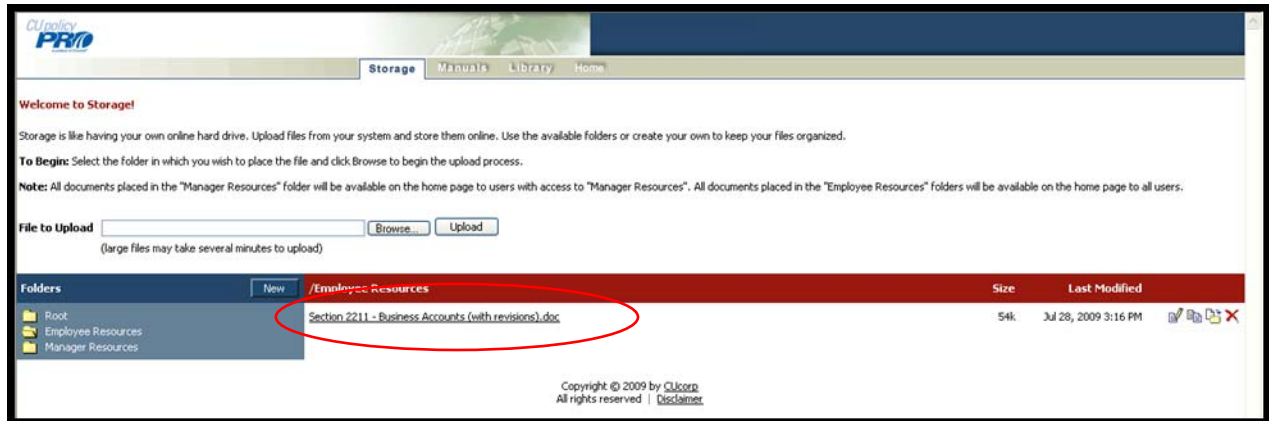 CUpolicy
PRO
Storage Manuals Library Home
Welcome to Storage!
Storage is like having your own online hard drive. Upload files from your system and store them online. Use the available folders or create your own to keep your files organized.
To Begin: Select the folder in which you wish to place the file and click Browse to begin the upload process.
Note: All documents placed in the "Manager Resources" folder will be available on the home page to users with access to "Manager Resources". All documents placed in the "Employee Resources" folders will be available on the home page to all users.
File to Upload Browse... Upload
(large files may take several minutes to upload)
Folders New /Employee Resources Size Last Modified
Root Section 2211 - Business Accounts (with revisions).doc 54k Jul 28, 2009 3:16 PM
Employee Resources
Manager Resources
Copyright © 2009 by CUcorp
All rights reserved | Disclaimer